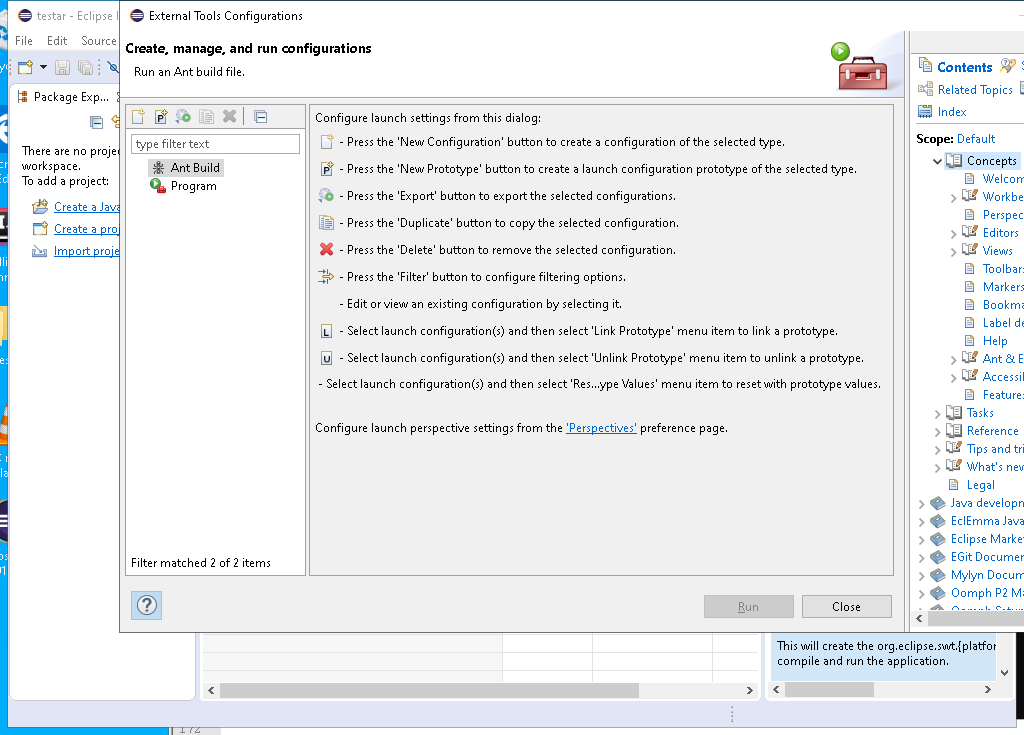 testar - Eclipse
External Tools Configurations
File Edit Source
Create, manage, and run configurations
Run an Ant build file.
Package Exp...
There are no
workspace.
To add a project:
Create a
Create a
Import
type filter text
Ant Build
Program
Filter matched 2 of 2 items
Configure launch settings from this dialog:
- Press the 'New Configuration' button to create a configuration of the selected type.
- Press the 'New Prototype' button to create a launch configuration prototype of the selected type.
- Press the 'Export' button to export the selected configurations.
- Press the 'Duplicate' button to copy the selected configuration.
- Press the 'Delete' button to remove the selected configuration.
- Press the 'Filter' button to configure filtering options.
- Edit or view an existing configuration by selecting it.
L - Select launch configuration(s) and then select 'Link Prototype' menu item to link a prototype.
U - Select launch configuration(s) and then select 'Unlink Prototype' menu item to unlink a prototype.
- Select launch configuration(s) and then select 'Res...ype Values' menu item to reset with prototype values.
Configure launch perspective settings from the 'Perspectives' preference page.
Run
Close
Contents
Related Topics
Index
Scope: Default
Concepts
Welcom
Workbe
Perspec
Editors
Views
Toolbar
Markers
Bookma
Label de
Help
Ant & E
Accessi
Feature
Tasks
Reference
Tips and tri
What's new
Legal
Java developm
EclEmma Java
Eclipse Marke
EGit Documer
Mylyn Docum
Oomph P2 Ma
This will create the org.eclipse.swt.{platfor
compile and run the application.